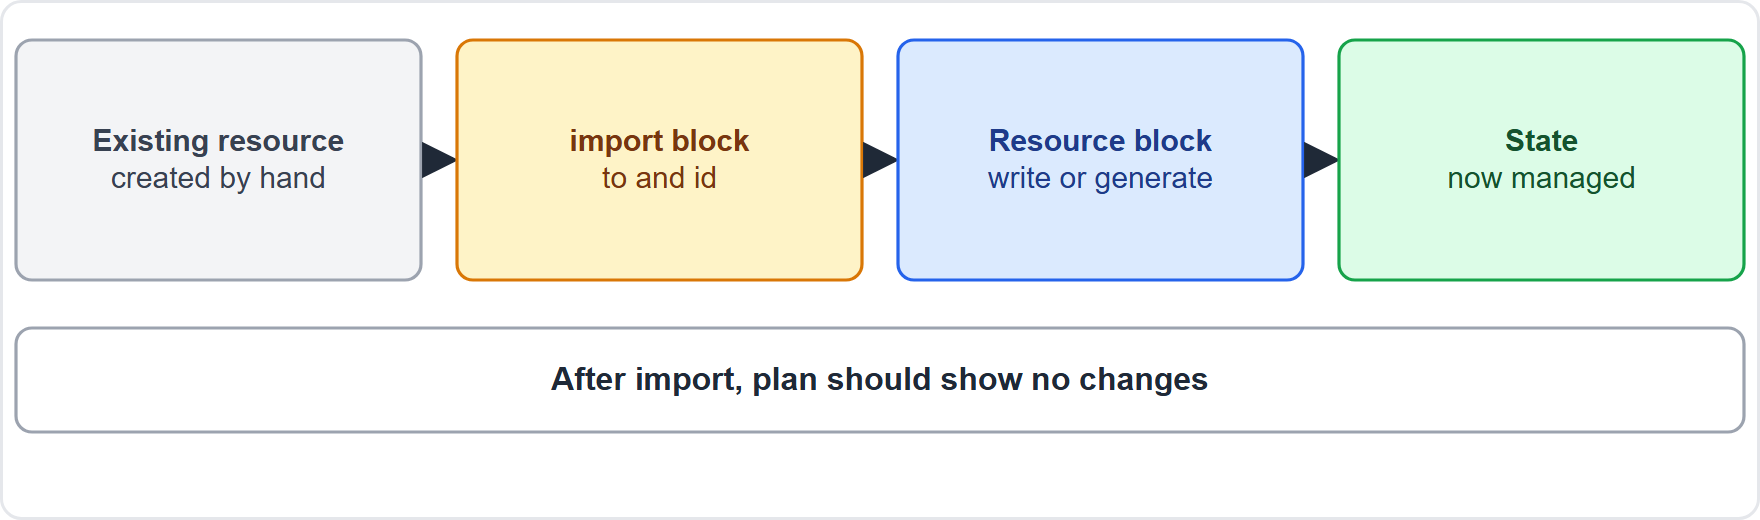 Existing resource
created by hand
import block
to and id
Resource block
write or generate
State
now managed
After import, plan should show no changes